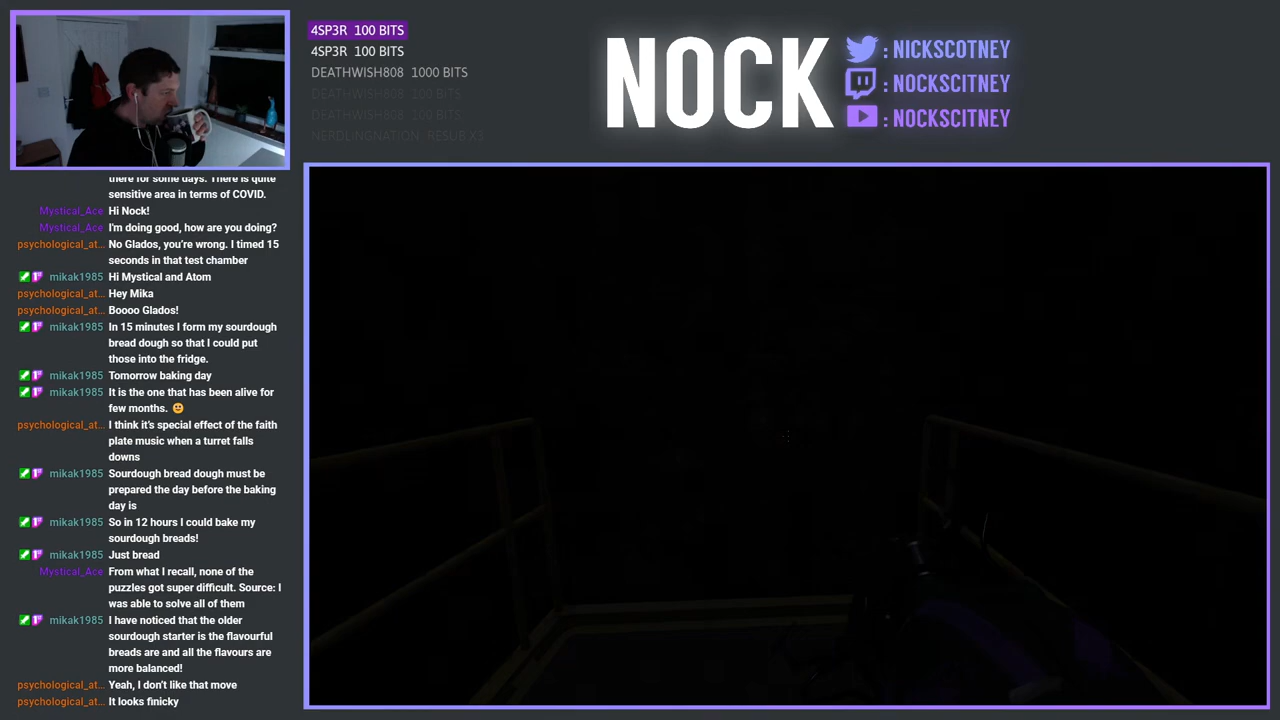 4SP3R 100 BITS
4SP3R 100 BITS
DEATHWISH808 1000 BITS
DEATHWISH808 100 BITS
DEATHWISH808 100 BITS
NERDLINGNATION RESUB X3
NOCK
: NICKSCOTNEY
: NOCKSCITNEY
: NOCKSCITNEY
there for some days. There is quite
sensitive area in terms of COVID.
Mystical_Ace Hi Nock!
Mystical_Ace I'm doing good, how are you doing?
psychological_at... No Glados, you’re wrong. I timed 15
seconds in that test chamber
mikak1985 Hi Mystical and Atom
psychological_at... Hey Mika
psychological_at... Boooo Glados!
mikak1985 In 15 minutes I form my sourdough
bread dough so that I could put
those into the fridge.
mikak1985 Tomorrow baking day
mikak1985 It is the one that has been alive for
few months. 🙂
psychological_at... I think it’s special effect of the faith
plate music when a turret falls
downs
mikak1985 Sourdough bread dough must be
prepared the day before the baking
day is
mikak1985 So in 12 hours I could bake my
sourdough breads!
mikak1985 Just bread
Mystical_Ace From what I recall, none of the
puzzles got super difficult. Source: I
was able to solve all of them
mikak1985 I have noticed that the older
sourdough starter is the flavourful
breads are and all the flavours are
more balanced!
psychological_at... Yeah, I don’t like that move
psychological_at... It looks finicky